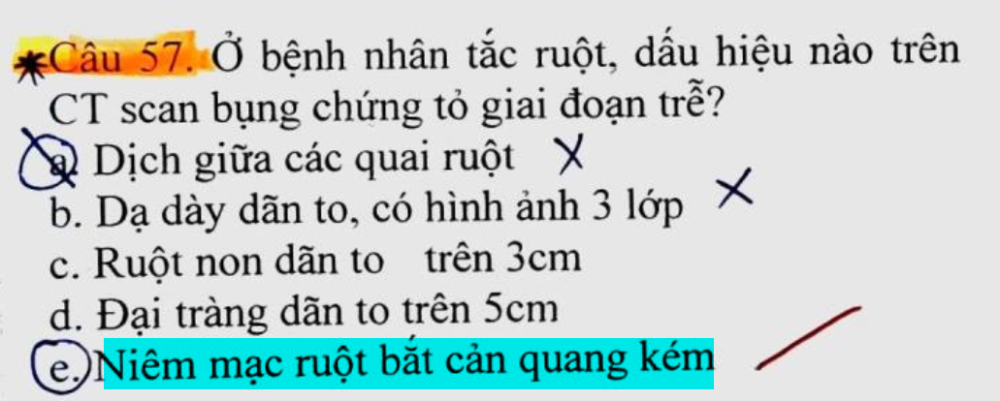 *Câu 57. Ở bệnh nhân tắc ruột, dấu hiệu nào trên
CT scan bụng chứng tỏ giai đoạn trễ?
a. Dịch giữa các quai ruột X
b. Dạ dày dãn to, có hình ảnh 3 lớp X
c. Ruột non dãn to trên 3cm
d. Đại tràng dãn to trên 5cm
e. Niêm mạc ruột bắt cản quang kém